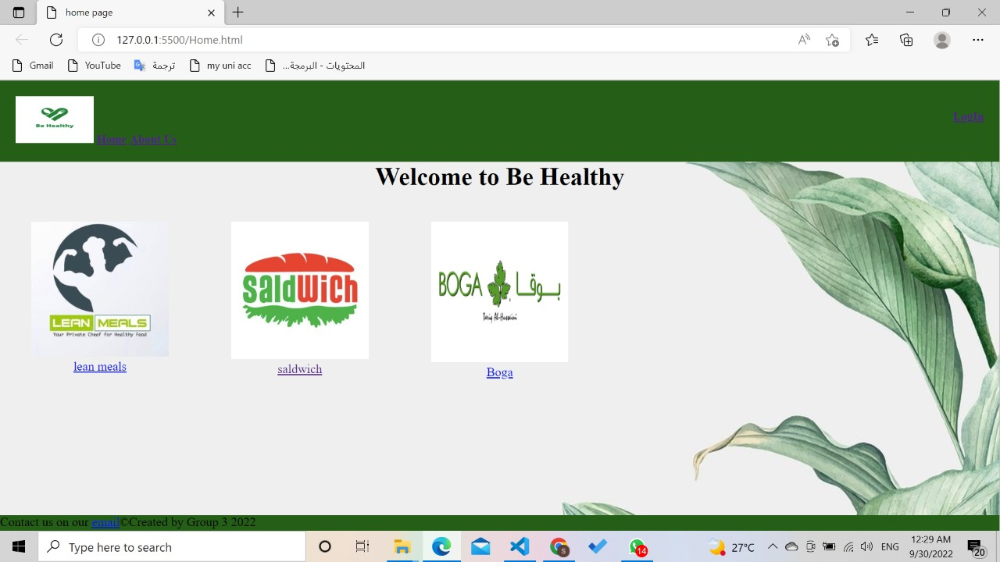 home
127.0.0.1:5500/Home.html
Gmail YouTube ترجمة my uni acc المحتويات - البرمجة...
Be Healthy
Home About Us
LogIn
Welcome to Be Healthy
LEAN MEALS
Your Private Cheof for Healthy Food
lean meals
saldwich
saldwich
BOGA بوقا
Tariq Al-Hussaini
Boga
Contact us on our email©Created by Group 3 2022
Type here to search
S
14
27°C
ENG
12:29 AM
9/30/2022
20